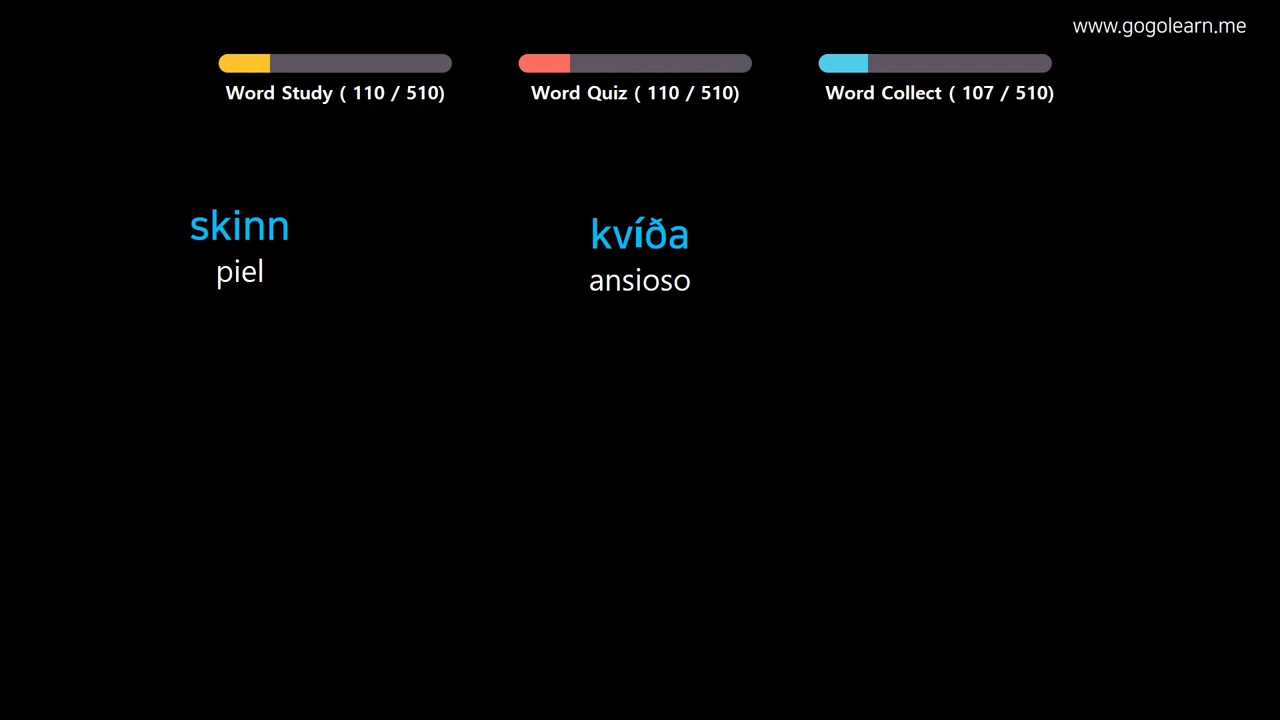 www.gogolearn.me
Word Study ( 110 / 510)
Word Quiz ( 110 / 510)
Word Collect ( 107 / 510)
skinn
piel
kvíða
ansioso